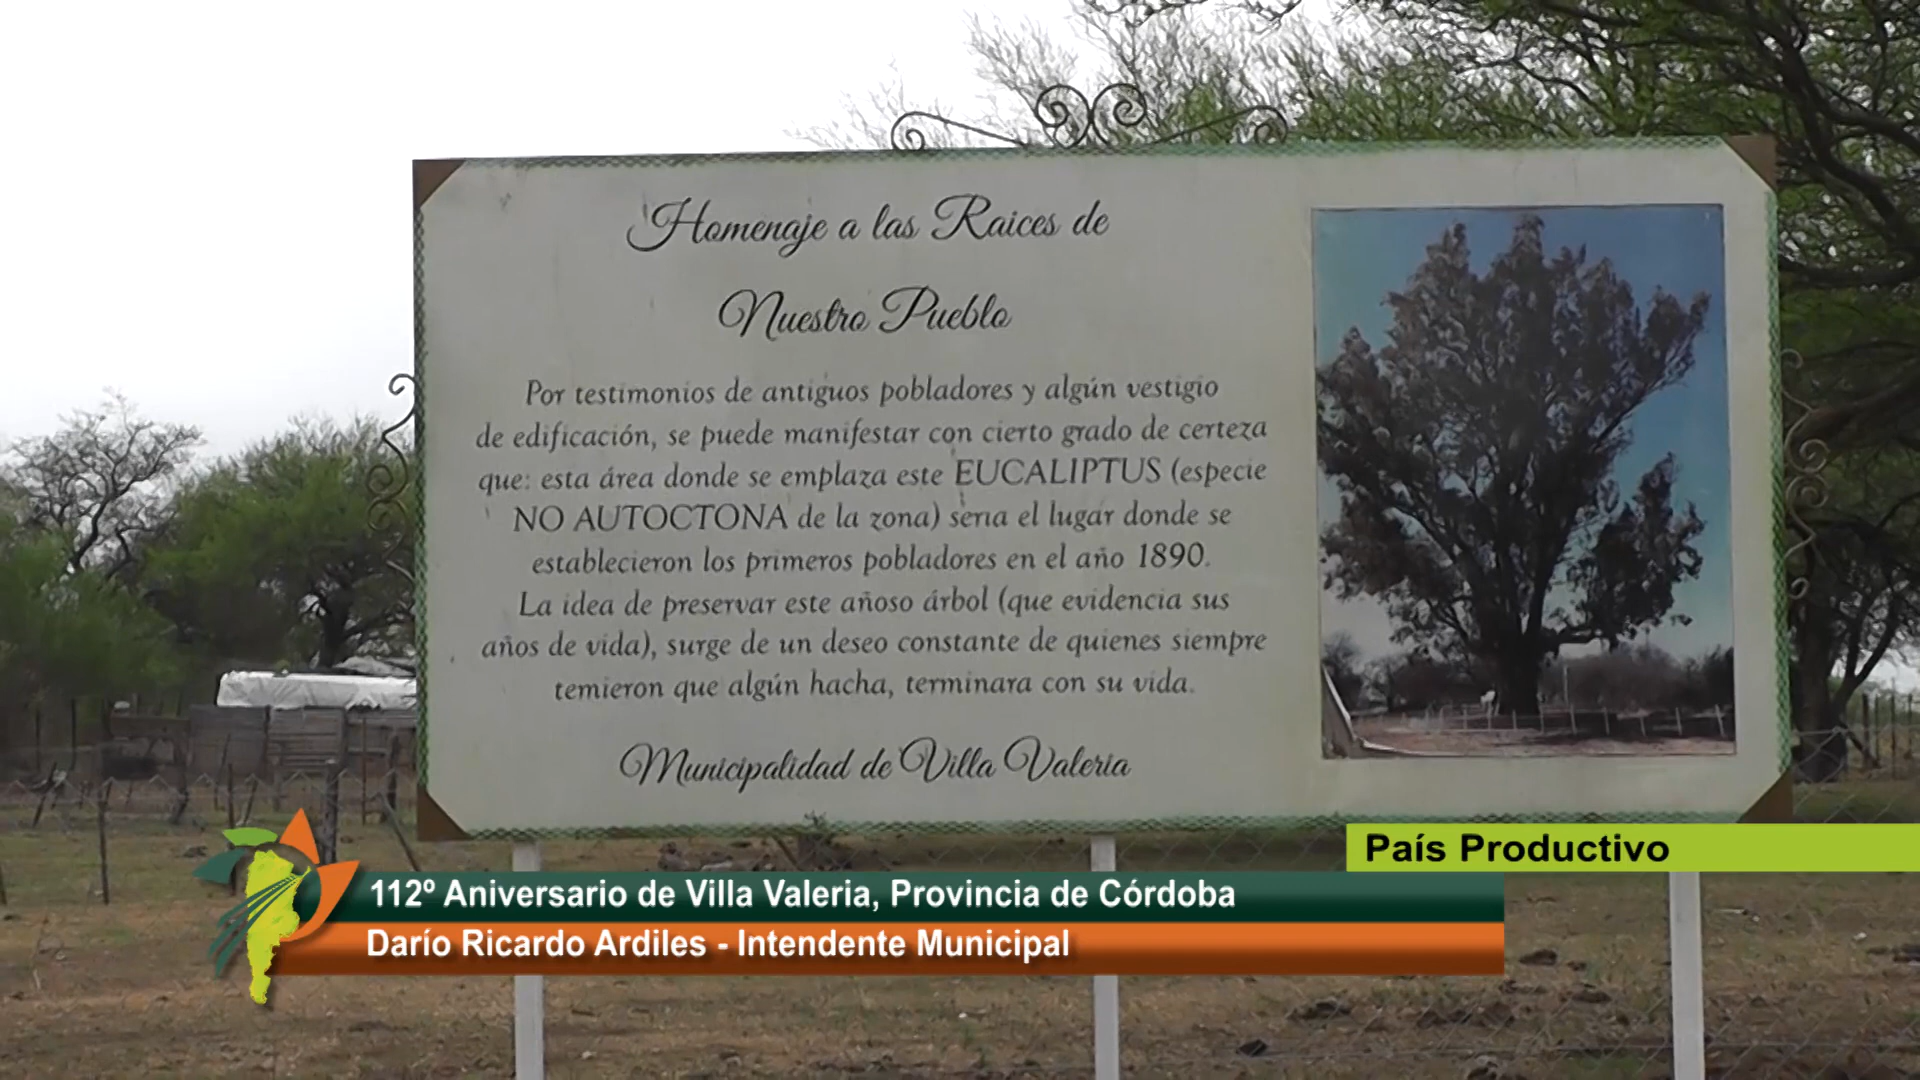 Homenaje a las Raices de
Nuestro Pueblo
Por testimonios de antiguos pobladores y algún vestigio
de edificación, se puede manifestar con cierto grado de certeza
que: esta área donde se emplaza este EUCALIPTUS (especie
NO AUTOCTONA de la zona) seria el lugar donde se
establecieron los primeros pobladores en el año 1890.
La idea de preservar este añoso árbol (que evidencia sus
años de vida), surge de un deseo constante de quienes siempre
temieron que algún hacha, terminara con su vida.
Municipalidad de Villa Valeria
País Productivo
112º Aniversario de Villa Valeria, Provincia de Córdoba
Darío Ricardo Ardiles - Intendente Municipal